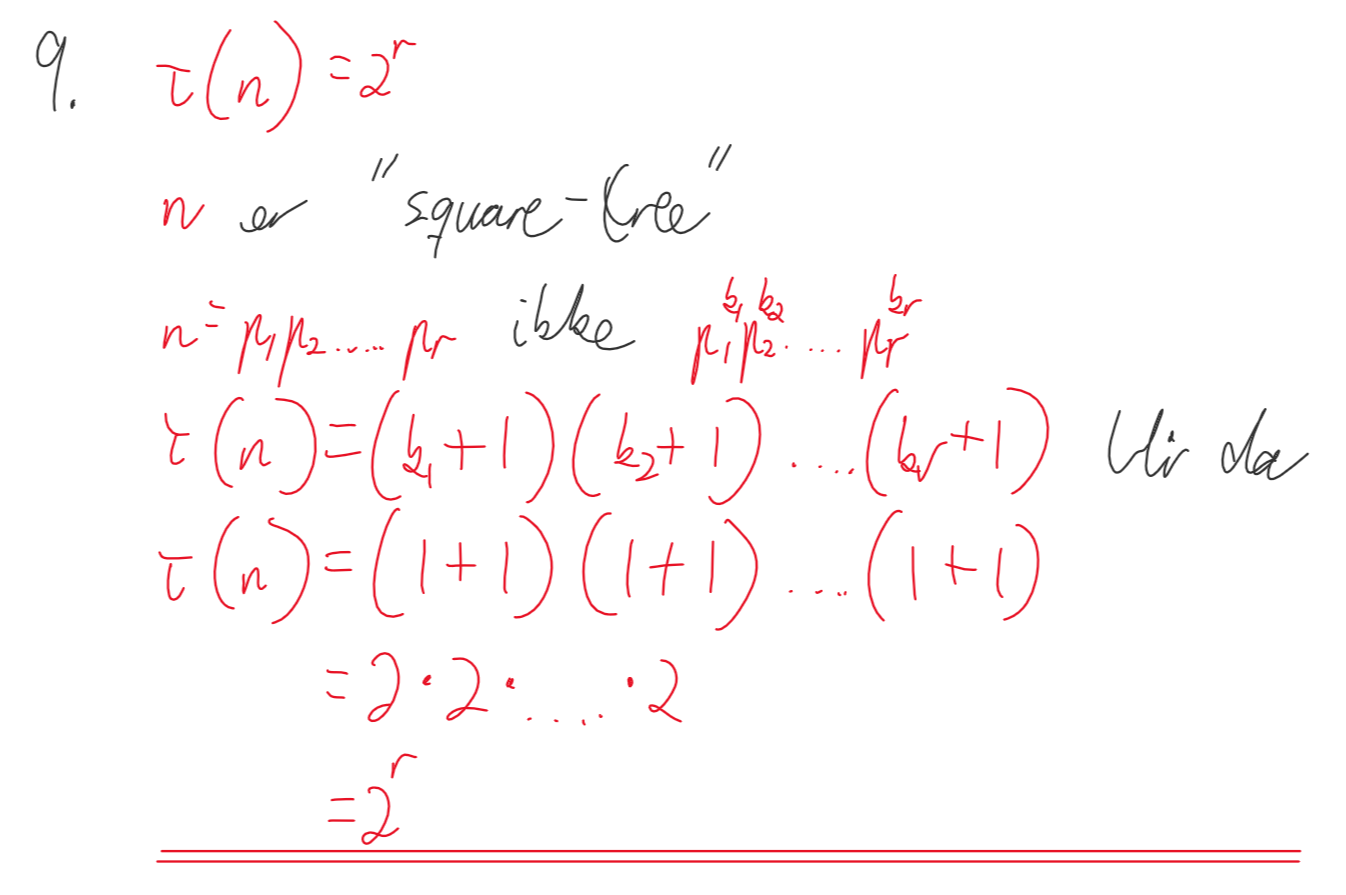 9. τ(n) = 2^r
n er "square-free"
n = p₁p₂..... pᵣ ikke p₁^k₁ p₂^k₂ ..... pᵣ^kᵣ
τ(n) = (k₁+1)(k₂+1).....(kᵣ+1) blir da
τ(n) = (1+1)(1+1).....(1+1)
= 2·2·.....·2
= 2^r